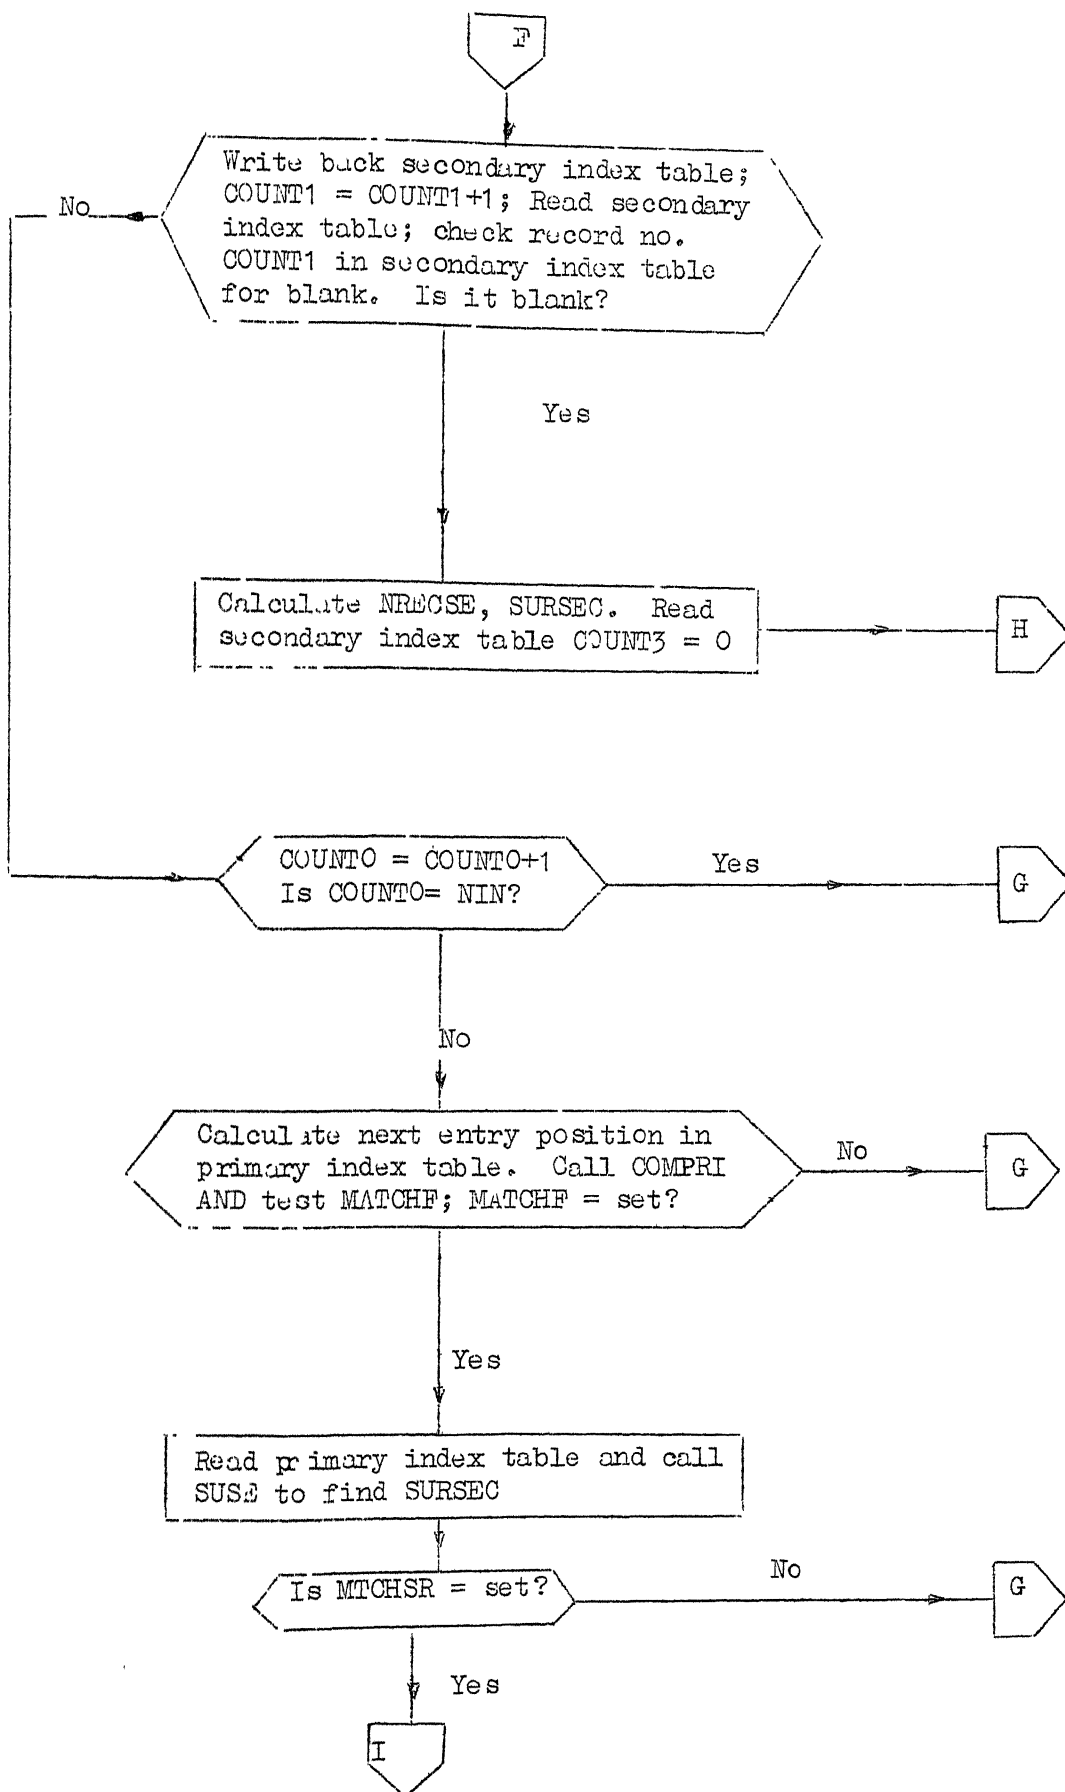 F
Write back secondary index table;
COUNT1 = COUNT1+1; Read secondary
index table; check record no.
COUNT1 in secondary index table
for blank. Is it blank?
No
Yes
Calculate NRECSE, SURSEC. Read
secondary index table COUNT3 = 0
H
COUNT0 = COUNT0+1
Is COUNT0= NIN?
Yes
G
No
Calculate next entry position in
primary index table. Call COMPRI
AND test MATCHF; MATCHF = set?
No
G
Yes
Read primary index table and call
SUSE to find SURSEC
Is MTCHSR = set?
No
G
Yes
I